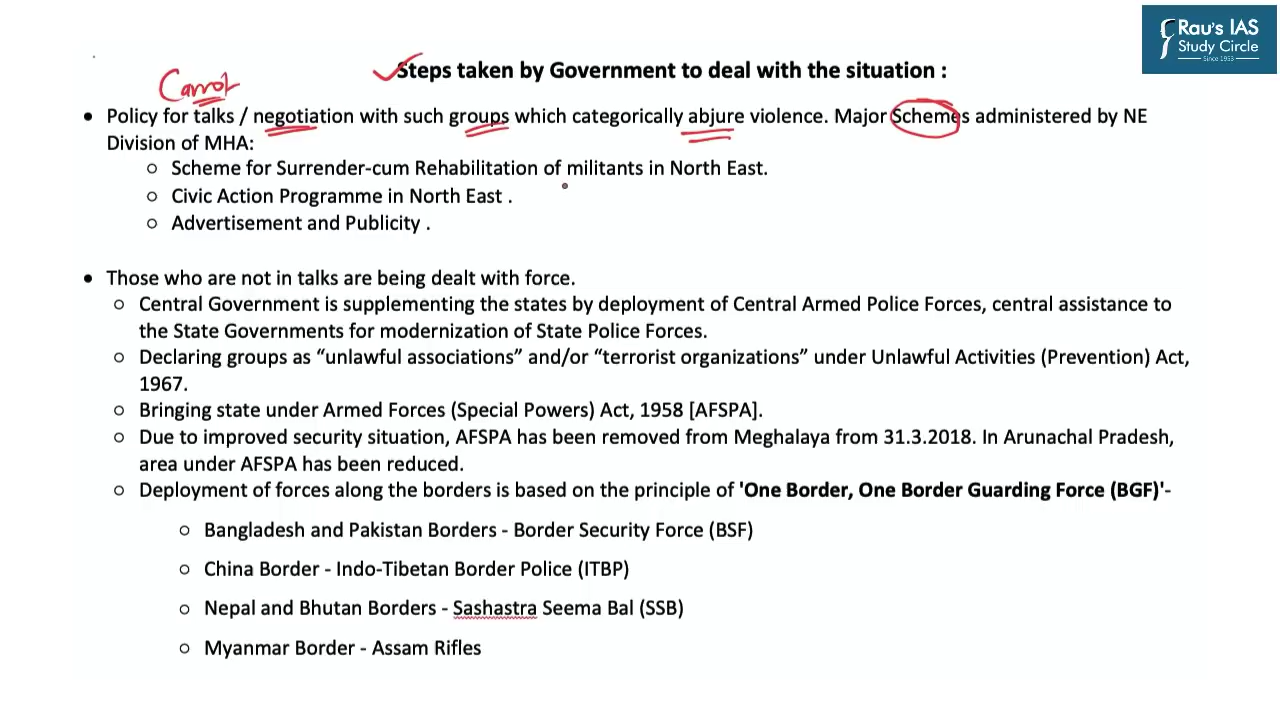 Rau's IAS
Study Circle
Since 1953
Steps taken by Government to deal with the situation :
Carrot
• Policy for talks / negotiation with such groups which categorically abjure violence. Major Schemes administered by NE
Division of MHA:
o Scheme for Surrender-cum Rehabilitation of militants in North East.
o Civic Action Programme in North East .
o Advertisement and Publicity .
• Those who are not in talks are being dealt with force.
o Central Government is supplementing the states by deployment of Central Armed Police Forces, central assistance to
the State Governments for modernization of State Police Forces.
o Declaring groups as “unlawful associations” and/or “terrorist organizations” under Unlawful Activities (Prevention) Act,
1967.
o Bringing state under Armed Forces (Special Powers) Act, 1958 [AFSPA].
o Due to improved security situation, AFSPA has been removed from Meghalaya from 31.3.2018. In Arunachal Pradesh,
area under AFSPA has been reduced.
o Deployment of forces along the borders is based on the principle of 'One Border, One Border Guarding Force (BGF)'-
o Bangladesh and Pakistan Borders - Border Security Force (BSF)
o China Border - Indo-Tibetan Border Police (ITBP)
o Nepal and Bhutan Borders - Sashastra Seema Bal (SSB)
o Myanmar Border - Assam Rifles